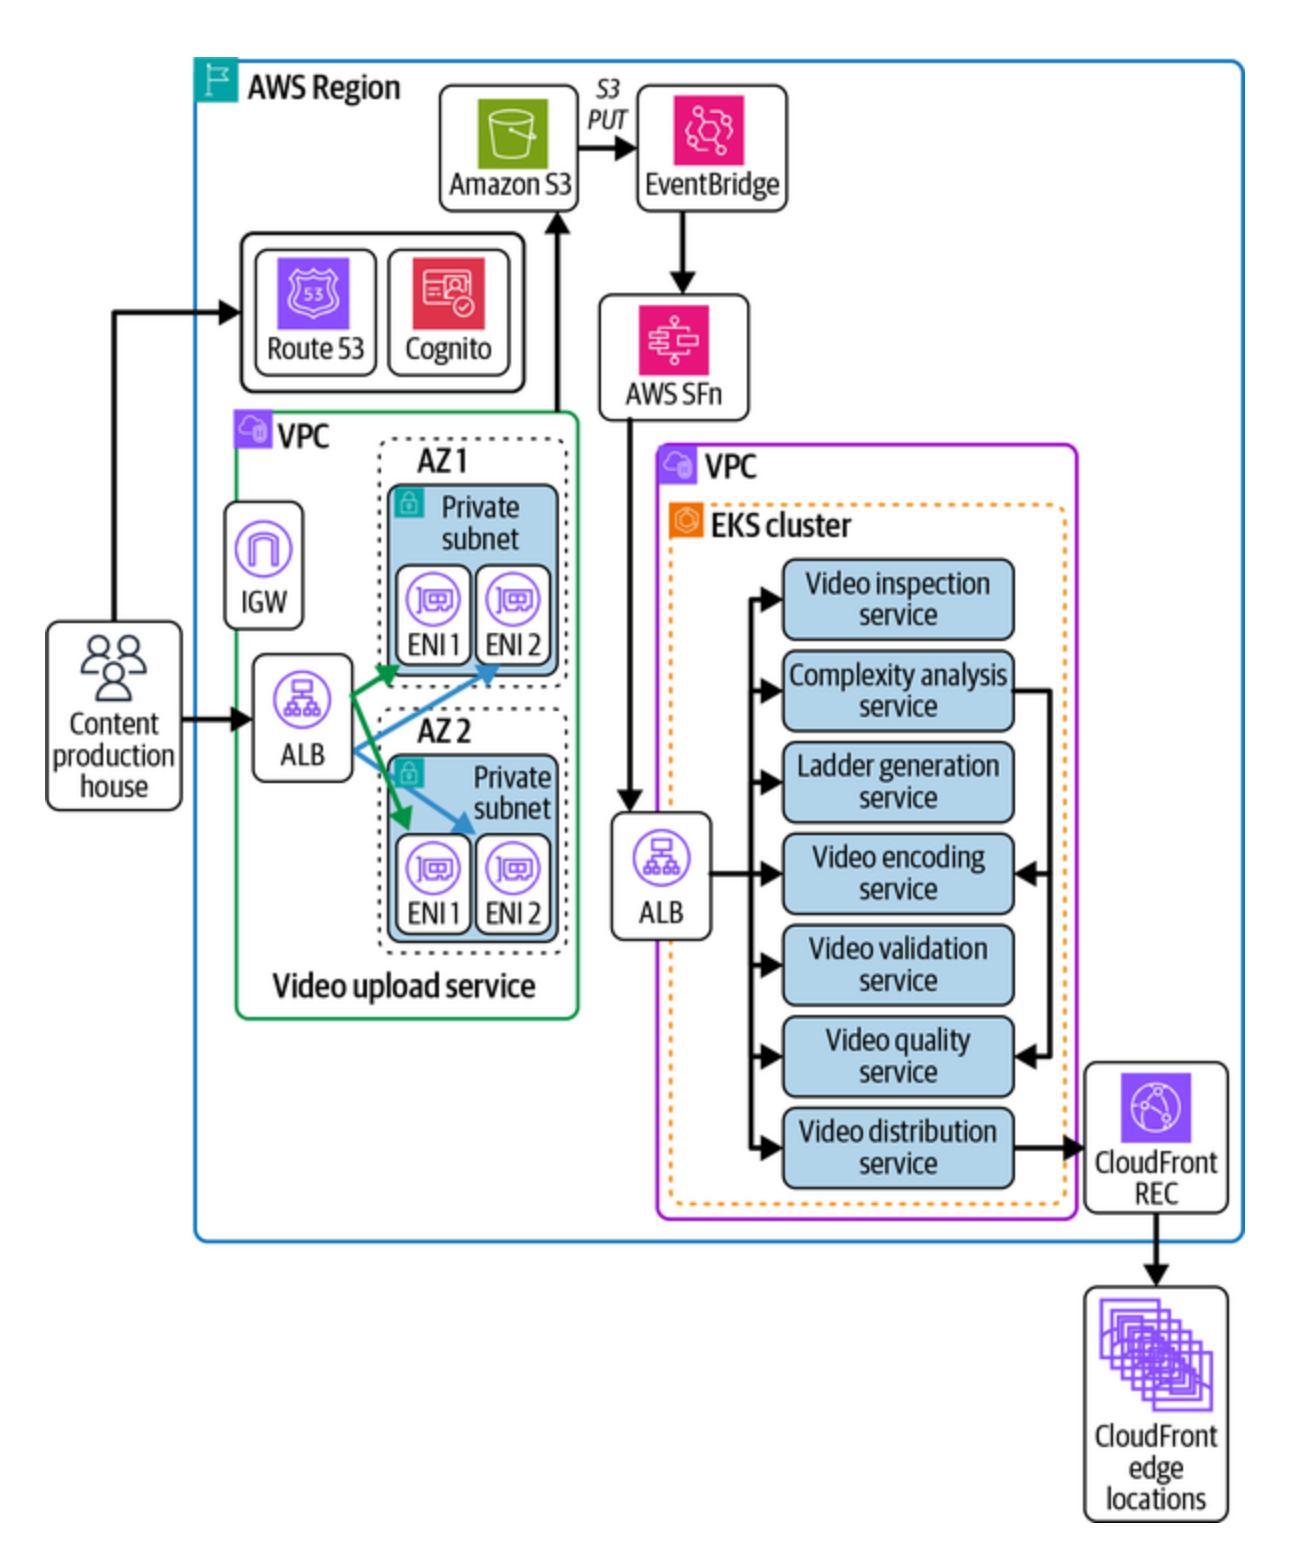 AWS Region
S3
PUT
Amazon S3
EventBridge
53
Route 53
Cognito
AWS SFn
VPC
AZ 1
Private
subnet
IGW
ENI 1
ENI 2
Content
production
house
ALB
AZ 2
Private
subnet
ENI 1
ENI 2
Video upload service
VPC
EKS cluster
Video inspection
service
Complexity analysis
service
Ladder generation
service
Video encoding
service
ALB
Video validation
service
Video quality
service
Video distribution
service
CloudFront
REC
CloudFront
edge
locations